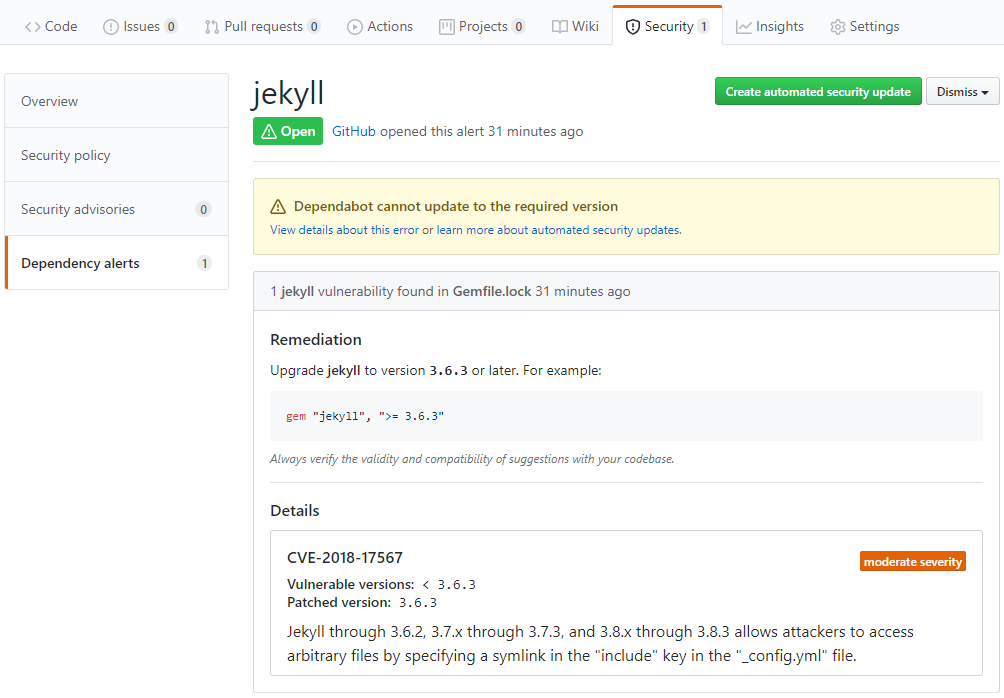 Code Issues 0 Pull requests 0 Actions Projects 0 Wiki Security 1 Insights Settings
Overview
Security policy
Security advisories 0
Dependency alerts 1
jekyll
Create automated security update Dismiss
Open GitHub opened this alert 31 minutes ago
Dependabot cannot update to the required version
View details about this error or learn more about automated security updates.
1 jekyll vulnerability found in Gemfile.lock 31 minutes ago
Remediation
Upgrade jekyll to version 3.6.3 or later. For example:
gem "jekyll", ">= 3.6.3"
Always verify the validity and compatibility of suggestions with your codebase.
Details
CVE-2018-17567
moderate severity
Vulnerable versions: < 3.6.3
Patched version: 3.6.3
Jekyll through 3.6.2, 3.7.x through 3.7.3, and 3.8.x through 3.8.3 allows attackers to access
arbitrary files by specifying a symlink in the "include" key in the "_config.yml" file.